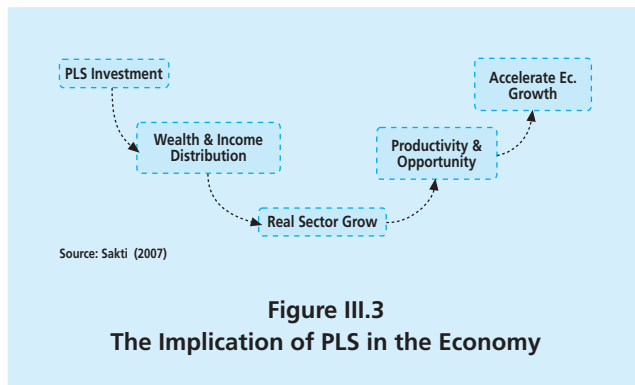 PLS Investment
Wealth & Income
Distribution
Real Sector Grow
Productivity &
Opportunity
Accelerate Ec.
Growth
Source: Sakti (2007)
Figure III.3
The Implication of PLS in the Economy